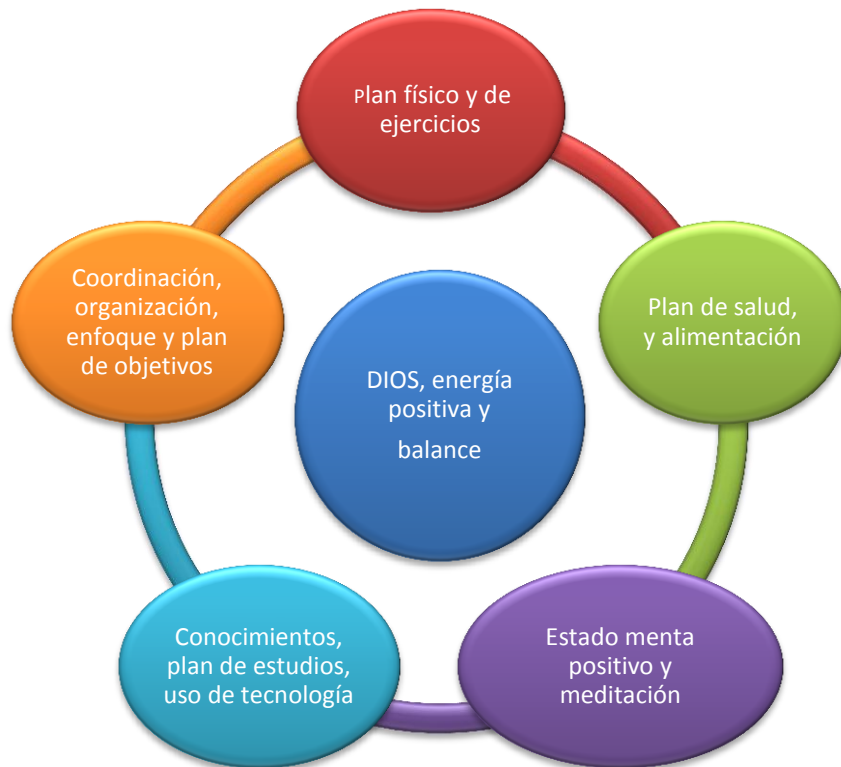 Plan físico y de
ejercicios
Coordinación,
organización,
enfoque y plan
de objetivos
Plan de salud,
y alimentación
DIOS, energía
positiva y
balance
Conocimientos,
plan de estudios,
uso de tecnología
Estado menta
positivo y
meditación